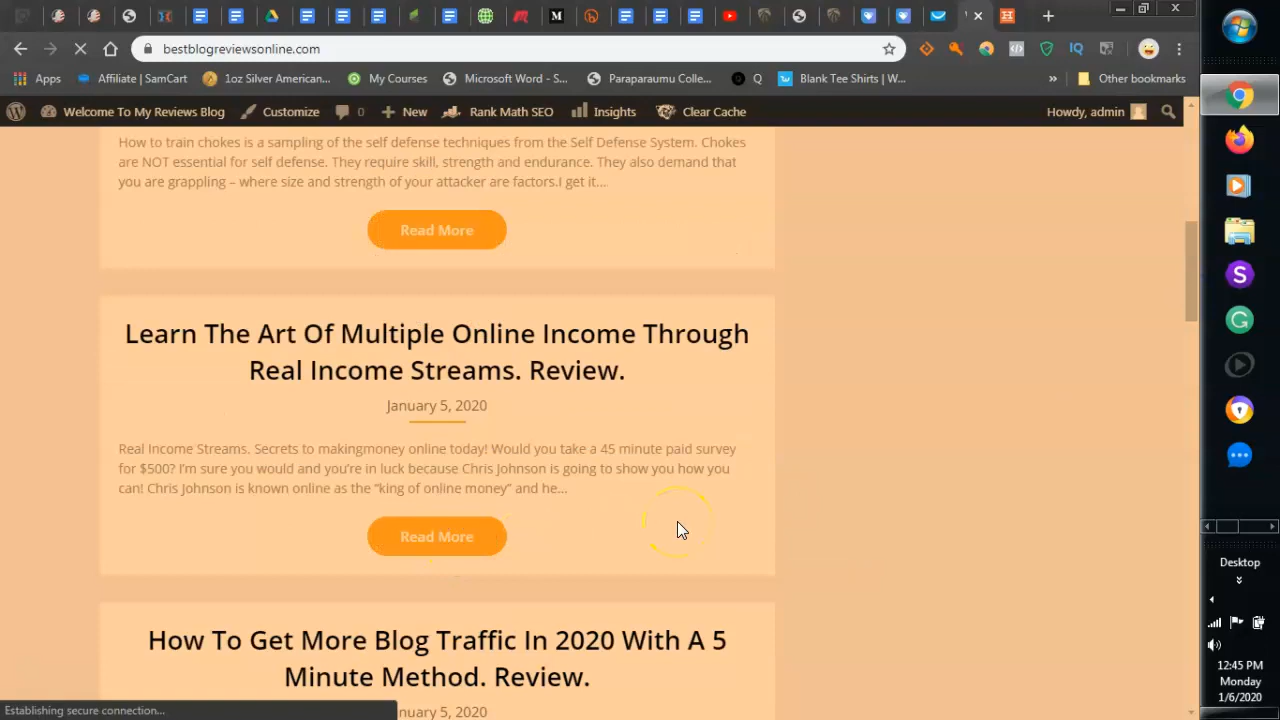 bestblogreviewsonline.com
Apps
Affiliate | SamCart
1oz Silver American...
My Courses
Microsoft Word - S...
Paraparaumu Colle...
Q
Blank Tee Shirts | W...
»
Other bookmarks
Welcome To My Reviews Blog
Customize
0
New
Rank Math SEO
Insights
Clear Cache
Howdy, admin
How to train chokes is a sampling of the self defense techniques from the Self Defense System. Chokes
are NOT essential for self defense. They require skill, strength and endurance. They also demand that
you are grappling – where size and strength of your attacker are factors.I get it...
Read More
Learn The Art Of Multiple Online Income Through
Real Income Streams. Review.
January 5, 2020
Real Income Streams. Secrets to makingmoney online today! Would you take a 45 minute paid survey
for $500? I'm sure you would and you're in luck because Chris Johnson is going to show you how you
can! Chris Johnson is known online as the "king of online money" and he...
Read More
How To Get More Blog Traffic In 2020 With A 5
Minute Method. Review.
nuary 5, 2020
Establishing secure connection...
Desktop
12:45 PM
Monday
1/6/2020